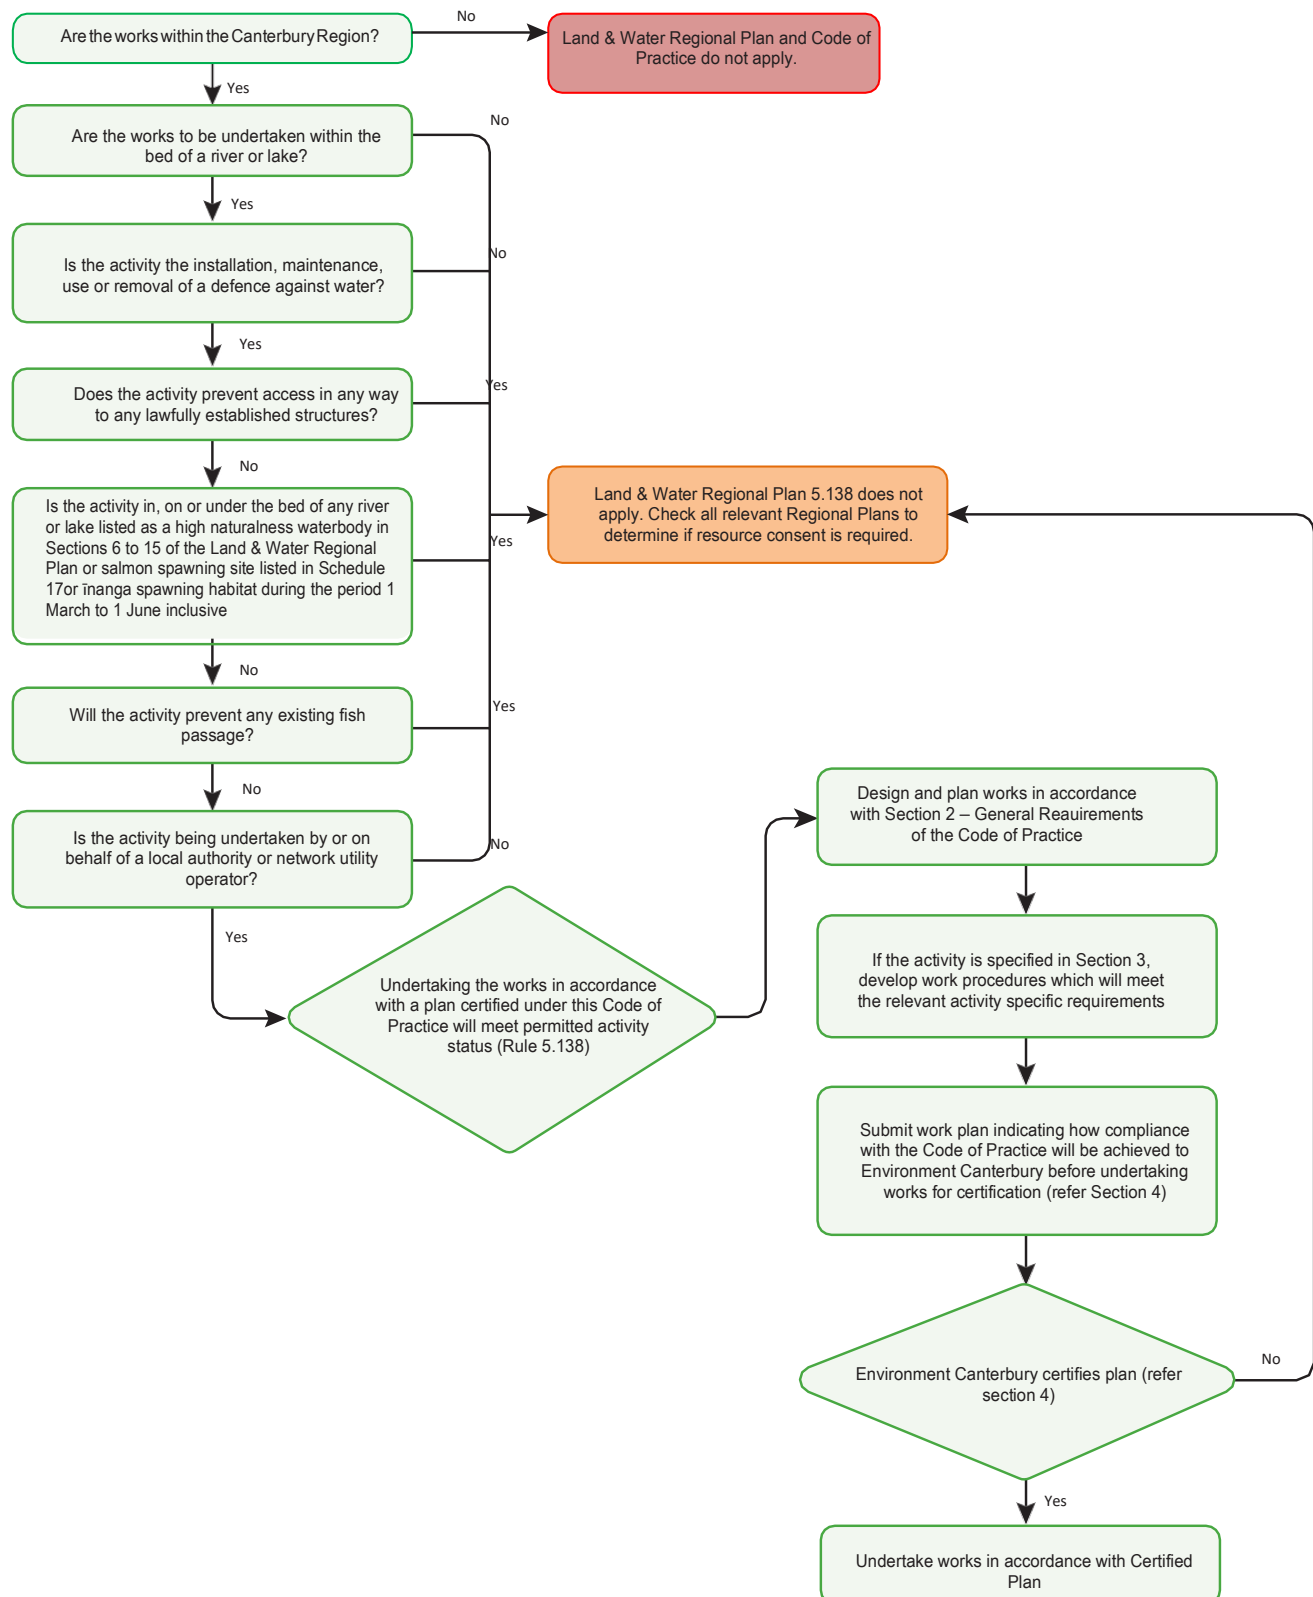 Are the works within the Canterbury Region?
No
Land & Water Regional Plan and Code of
Practice do not apply.
Yes
Are the works to be undertaken within the
bed of a river or lake?
No
Yes
Is the activity the installation, maintenance,
use or removal of a defence against water?
No
Yes
Does the activity prevent access in any way
to any lawfully established structures?
Yes
No
Is the activity in, on or under the bed of any river
or lake listed as a high naturalness waterbody in
Sections 6 to 15 of the Land & Water Regional
Plan or salmon spawning site listed in Schedule
17or īnanga spawning habitat during the period 1
March to 1 June inclusive
Yes
Land & Water Regional Plan 5.138 does not
apply. Check all relevant Regional Plans to
determine if resource consent is required.
No
Will the activity prevent any existing fish
passage?
Yes
No
Is the activity being undertaken by or on
behalf of a local authority or network utility
operator?
No
Yes
Undertaking the works in accordance
with a plan certified under this Code of
Practice will meet permitted activity
status (Rule 5.138)
Design and plan works in accordance
with Section 2 – General Reauirements
of the Code of Practice
If the activity is specified in Section 3,
develop work procedures which will meet
the relevant activity specific requirements
Submit work plan indicating how compliance
with the Code of Practice will be achieved to
Environment Canterbury before undertaking
works for certification (refer Section 4)
Environment Canterbury certifies plan (refer
section 4)
No
Yes
Undertake works in accordance with Certified
Plan